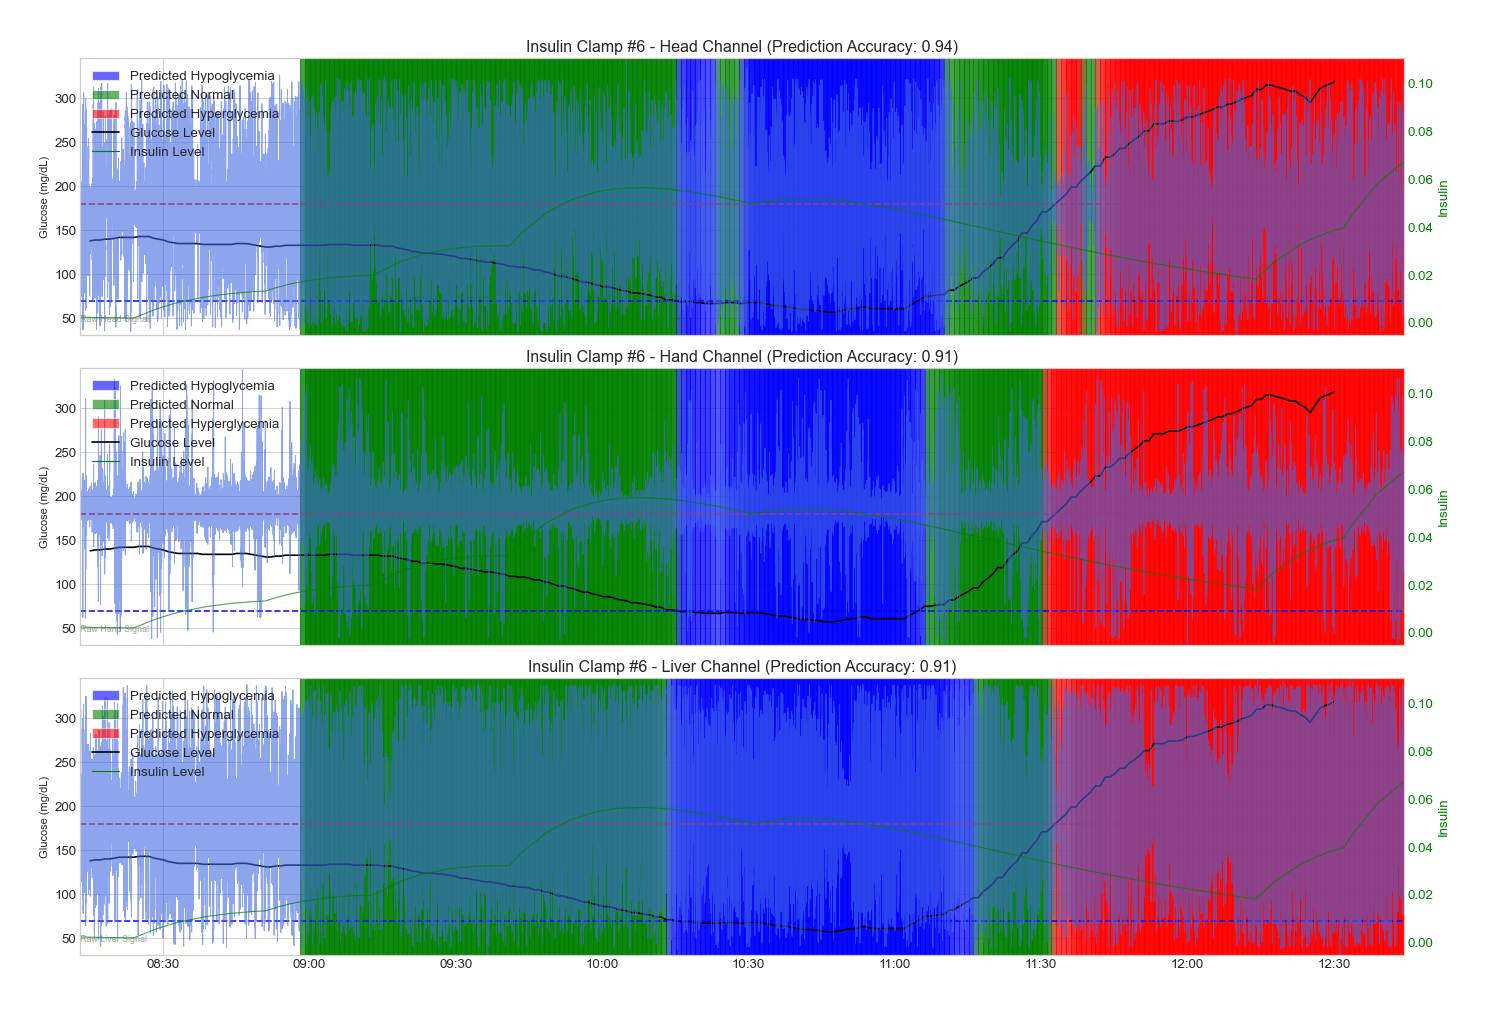 Insulin Clamp #6 - Head Channel (Prediction Accuracy: 0.94)
Predicted Hypoglycemia
Predicted Normal
Predicted Hyperglycemia
Glucose Level
Insulin Level
Glucose (mg/dL)
300
250
200
150
100
50
Raw Head Signal
0.10
0.08
0.06
0.04
0.02
0.00
Insulin
Insulin Clamp #6 - Hand Channel (Prediction Accuracy: 0.91)
Predicted Hypoglycemia
Predicted Normal
Predicted Hyperglycemia
Glucose Level
Insulin Level
Glucose (mg/dL)
300
250
200
150
100
50
Raw Hand Signal
0.10
0.08
0.06
0.04
0.02
0.00
Insulin
Insulin Clamp #6 - Liver Channel (Prediction Accuracy: 0.91)
Predicted Hypoglycemia
Predicted Normal
Predicted Hyperglycemia
Glucose Level
Insulin Level
Glucose (mg/dL)
300
250
200
150
100
50
Raw Liver Signal
0.10
0.08
0.06
0.04
0.02
0.00
Insulin
08:30 09:00 09:30 10:00 10:30 11:00 11:30 12:00 12:30